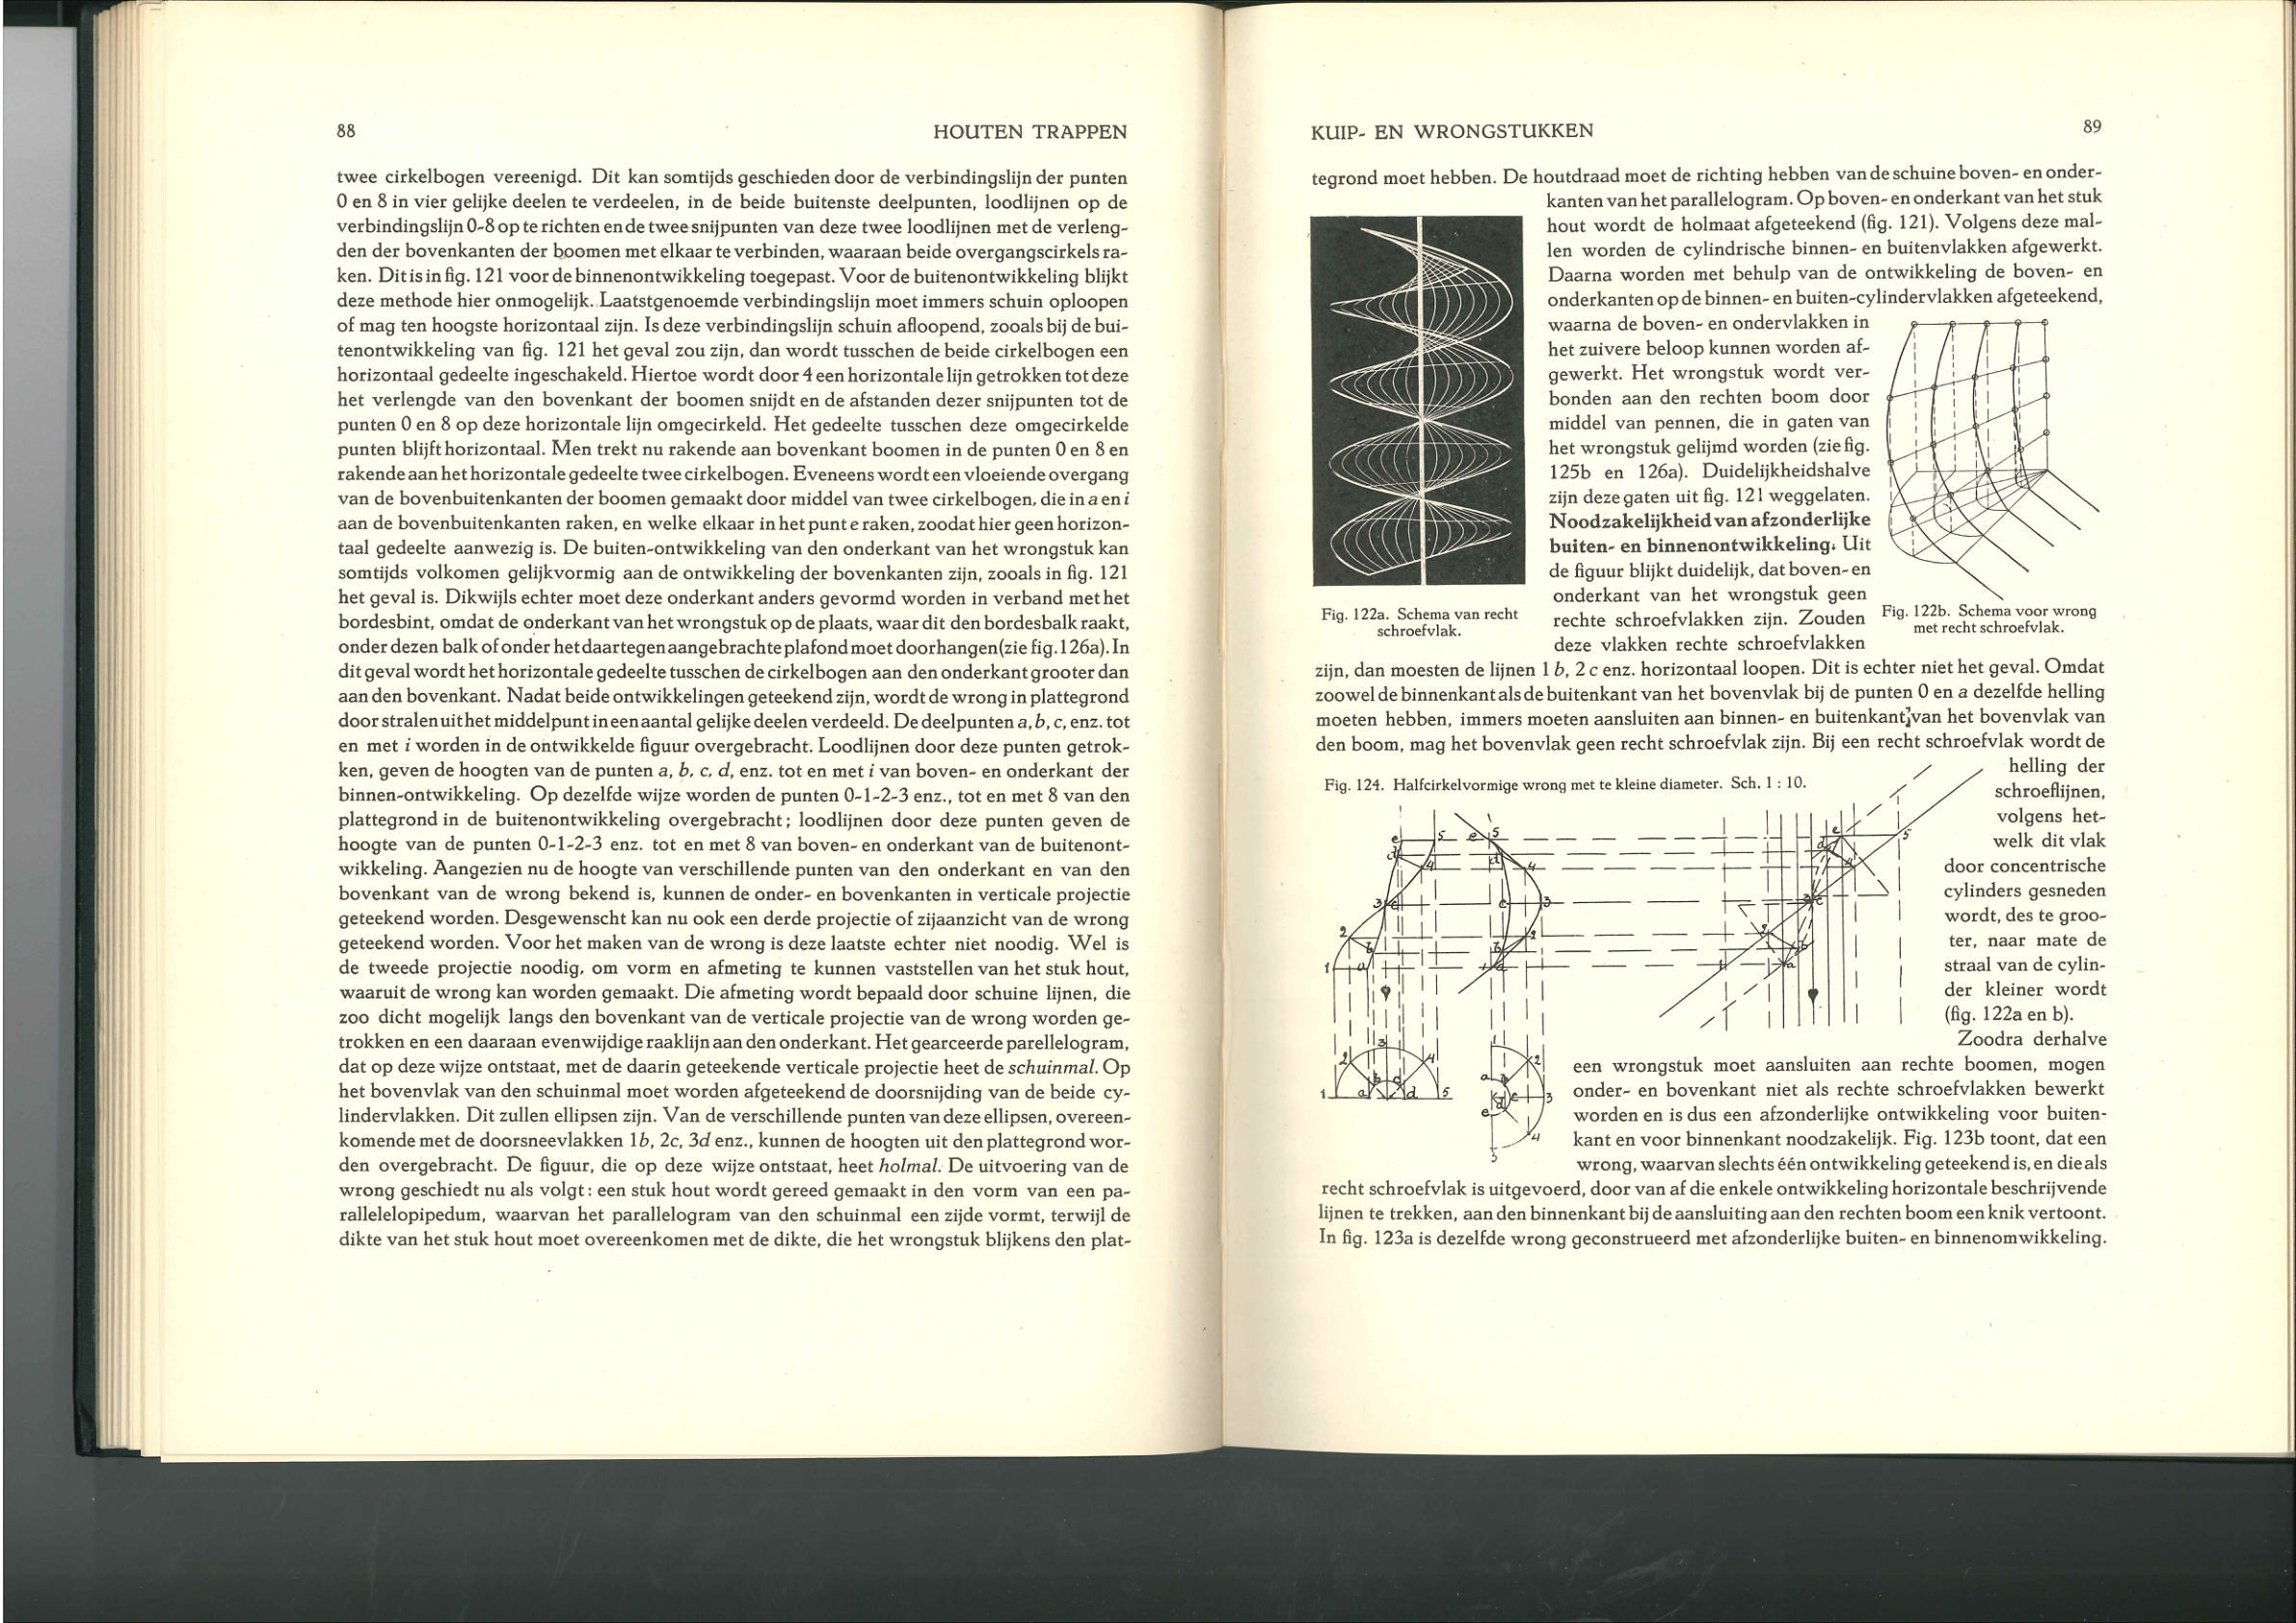 88 HOUTEN TRAPPEN
twee cirkelbogen vereenigd. Dit kan somtijds geschieden door de verbindingslijn der punten
0 en 8 in vier gelijke deelen te verdeelen, in de beide buitenste deelpunten, loodlijnen op de
verbindingslijn 0-8 op te richten en de twee snijpunten van deze twee loodlijnen met de verleng-
den der bovenkanten der boomen met elkaar te verbinden, waaraan beide overgangscirkels ra-
ken. Dit is in fig. 121 voor de binnenontwikkeling toegepast. Voor de buitenontwikkeling blijkt
deze methode hier onmogelijk. Laatstgenoemde verbindingslijn moet immers schuin oploopen
of mag ten hoogste horizontaal zijn. Is deze verbindingslijn schuin afloopend, zooals bij de bui-
tenontwikkeling van fig. 121 het geval zou zijn, dan wordt tusschen de beide cirkelbogen een
horizontaal gedeelte ingeschakeld. Hiertoe wordt door 4 een horizontale lijn getrokken tot deze
het verlengde van den bovenkant der boomen snijdt en de afstanden dezer snijpunten tot de
punten 0 en 8 op deze horizontale lijn omgecirkeld. Het gedeelte tusschen deze omgecirkelde
punten blijft horizontaal. Men trekt nu rakende aan bovenkant boomen in de punten 0 en 8 en
rakende aan het horizontale gedeelte twee cirkelbogen. Eveneens wordt een vloeiende overgang
van de bovenbuitenkanten der boomen gemaakt door middel van twee cirkelbogen, die in a en i
aan de bovenbuitenkanten raken, en welke elkaar in het punt e raken, zoodat hier geen horizon-
taal gedeelte aanwezig is. De buiten-ontwikkeling van den onderkant van het wrongstuk kan
somtijds volkomen gelijkvormig aan de ontwikkeling der bovenkanten zijn, zooals in fig. 121
het geval is. Dikwijls echter moet deze onderkant anders gevormd worden in verband met het
bordesbint, omdat de onderkant van het wrongstuk op de plaats, waar dit den bordesbalk raakt,
onder dezen balk of onder het daartegen aangebrachte plafond moet doorhangen (zie fig. 126a). In
dit geval wordt het horizontale gedeelte tusschen de cirkelbogen aan den onderkant grooter dan
aan den bovenkant. Nadat beide ontwikkelingen geteekend zijn, wordt de wrong in plattegrond
door stralen uit het middelpunt in een aantal gelijke deelen verdeeld. De deelpunten a, b, c, enz. tot
en met i worden in de ontwikkelde figuur overgebracht. Loodlijnen door deze punten getrok-
ken, geven de hoogten van de punten a, b, c, d, enz. tot en met i van boven- en onderkant der
binnen-ontwikkeling. Op dezelfde wijze worden de punten 0-1-2-3 enz., tot en met 8 van den
plattegrond in de buitenontwikkeling overgebracht; loodlijnen door deze punten geven de
hoogte van de punten 0-1-2-3 enz. tot en met 8 van boven- en onderkant van de buitenont-
wikkeling. Aangezien nu de hoogte van verschillende punten van den onderkant en van den
bovenkant van de wrong bekend is, kunnen de onder- en bovenkanten in verticale projectie
geteekend worden. Desgewenscht kan nu ook een derde projectie of zijaanzicht van de wrong
geteekend worden. Voor het maken van de wrong is deze laatste echter niet noodig. Wel is
de tweede projectie noodig, om vorm en afmeting te kunnen vaststellen van het stuk hout,
waaruit de wrong kan worden gemaakt. Die afmeting wordt bepaald door schuine lijnen, die
zoo dicht mogelijk langs den bovenkant van de verticale projectie van de wrong worden ge-
trokken en een daaraan evenwijdige raaklijn aan den onderkant. Het gearceerde parellelogram,
dat op deze wijze ontstaat, met de daarin geteekende verticale projectie heet de schuinmal. Op
het bovenvlak van den schuinmal moet worden afgeteekend de doorsnijding van de beide cy-
lindervlakken. Dit zullen ellipsen zijn. Van de verschillende punten van deze ellipsen, overeen-
komende met de doorsneevlakken 1b, 2c, 3d enz., kunnen de hoogten uit den plattegrond wor-
den overgebracht. De figuur, die op deze wijze ontstaat, heet holmal. De uitvoering van de
wrong geschiedt nu als volgt: een stuk hout wordt gereed gemaakt in den vorm van een pa-
rallelelopipedum, waarvan het parallelogram van den schuinmal een zijde vormt, terwijl de
dikte van het stuk hout moet overeenkomen met de dikte, die het wrongstuk blijkens den plat-
KUIP- EN WRONGSTUKKEN 89
tegrond moet hebben. De houtdraad moet de richting hebben van de schuine boven- en onder-
kanten van het parallelogram. Op boven- en onderkant van het stuk
hout wordt de holmaat afgeteekend (fig. 121). Volgens deze mal-
len worden de cylindrische binnen- en buitenvlakken afgewerkt.
Daarna worden met behulp van de ontwikkeling de boven- en
onderkanten op de binnen- en buiten-cylindervlakken afgeteekend,
waarna de boven- en ondervlakken in
het zuivere beloop kunnen worden af-
gewerkt. Het wrongstuk wordt ver-
bonden aan den rechten boom door
middel van pennen, die in gaten van
het wrongstuk gelijmd worden (zie fig.
125b en 126a). Duidelijkheidshalve
zijn deze gaten uit fig. 121 weggelaten.
Noodzakelijkheid van afzonderlijke
buiten- en binnenontwikkeling. Uit
de figuur blijkt duidelijk, dat boven- en
onderkant van het wrongstuk geen
rechte schroefvlakken zijn. Zouden
deze vlakken rechte schroefvlakken
Fig. 122a. Schema van recht
schroefvlak.
Fig. 122b. Schema voor wrong
met recht schroefvlak.
zijn, dan moesten de lijnen 1 b, 2 c enz. horizontaal loopen. Dit is echter niet het geval. Omdat
zoowel de binnenkant als de buitenkant van het bovenvlak bij de punten 0 en a dezelfde helling
moeten hebben, immers moeten aansluiten aan binnen- en buitenkant van het bovenvlak van
den boom, mag het bovenvlak geen recht schroefvlak zijn. Bij een recht schroefvlak wordt de
helling der
schroeflijnen,
volgens het-
welk dit vlak
door concentrische
cylinders gesneden
wordt, des te groo-
ter, naar mate de
straal van de cylin-
der kleiner wordt
(fig. 122a en b).
Zoodra derhalve
Fig. 124. Halfcirkelvormige wrong met te kleine diameter. Sch. 1 : 10.
een wrongstuk moet aansluiten aan rechte boomen, mogen
onder- en bovenkant niet als rechte schroefvlakken bewerkt
worden en is dus een afzonderlijke ontwikkeling voor buiten-
kant en voor binnenkant noodzakelijk. Fig. 123b toont, dat een
wrong, waarvan slechts één ontwikkeling geteekend is, en die als
recht schroefvlak is uitgevoerd, door van af die enkele ontwikkeling horizontale beschrijvende
lijnen te trekken, aan den binnenkant bij de aansluiting aan den rechten boom een knik vertoont.
In fig. 123a is dezelfde wrong geconstrueerd met afzonderlijke buiten- en binnenomwikkeling.